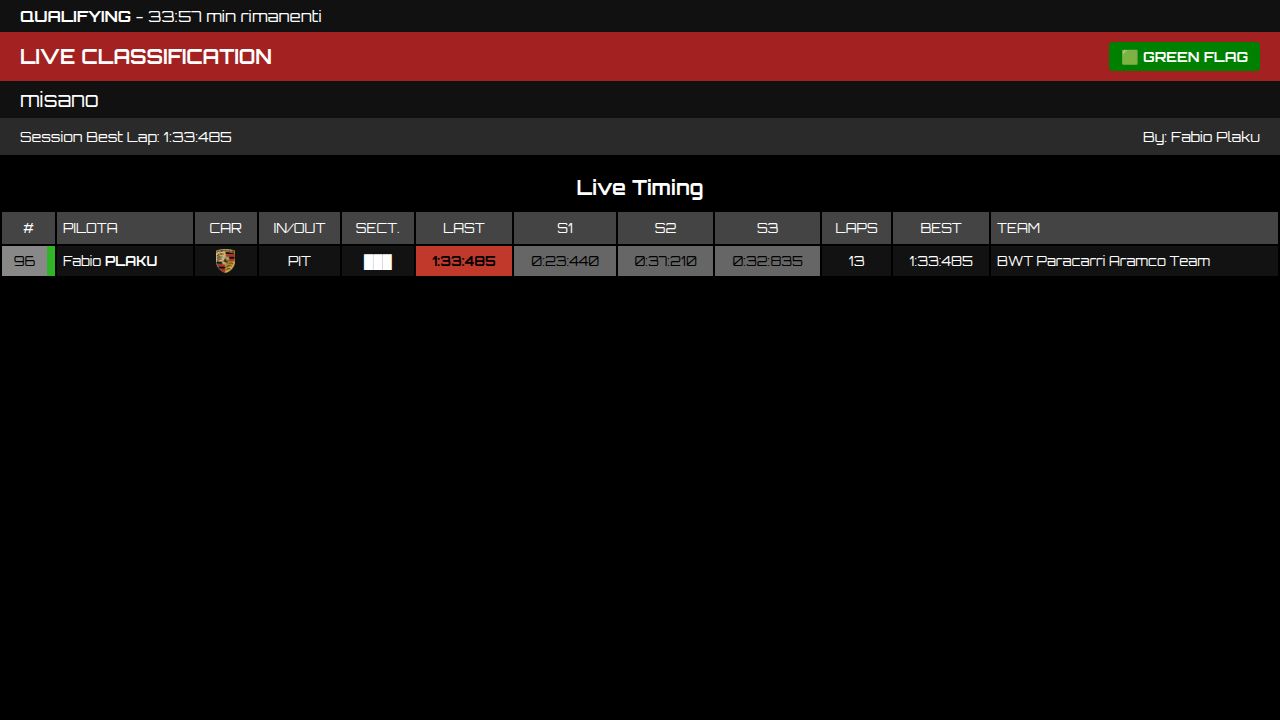 QUALIFYING - 33:57 min rimanenti
LIVE CLASSIFICATION
🟩 GREEN FLAG
misano
Session Best Lap: 1:33:485
By: Fabio Plaku
Live Timing
# PILOTA CAR IN/OUT SECT. LAST S1 S2 S3 LAPS BEST TEAM
96 Fabio PLAKU PIT ███ 1:33:485 0:23:440 0:37:210 0:32:835 13 1:33:485 BWT Paracarri Aramco Team